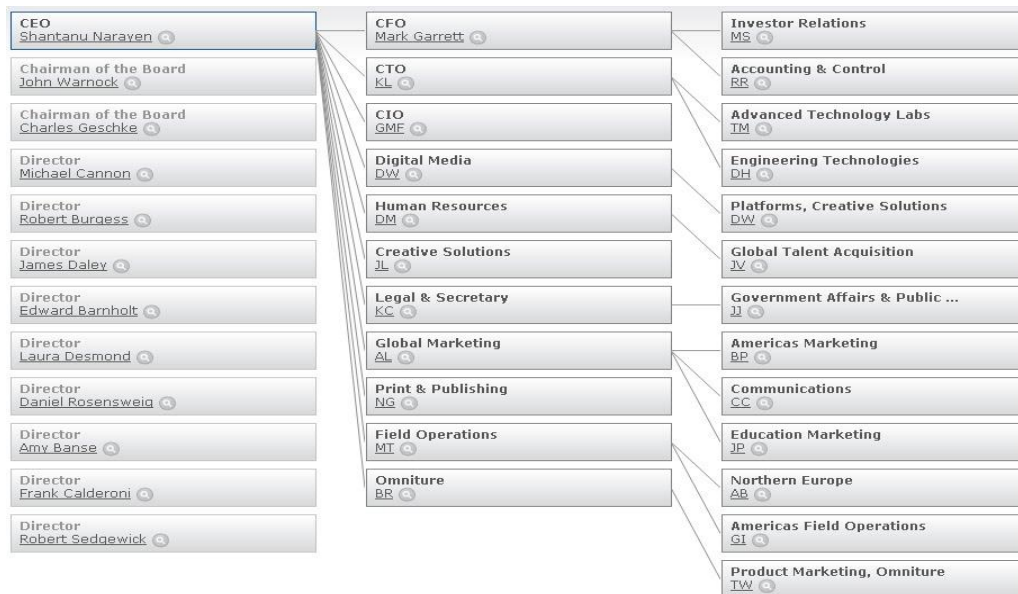 CEO
Shantanu Narayen
Chairman of the Board
John Warnock
Chairman of the Board
Charles Geschke
Director
Michael Cannon
Director
Robert Burgess
Director
James Daley
Director
Edward Barnholt
Director
Laura Desmond
Director
Daniel Rosensweig
Director
Amy Banse
Director
Frank Calderoni
Director
Robert Sedgewick
CFO
Mark Garrett
CTO
KL
CIO
GMF
Digital Media
DW
Human Resources
DM
Creative Solutions
JL
Legal & Secretary
KC
Global Marketing
AL
Print & Publishing
NG
Field Operations
MT
Omniture
BR
Investor Relations
MS
Accounting & Control
RR
Advanced Technology Labs
TM
Engineering Technologies
DH
Platforms, Creative Solutions
DW
Global Talent Acquisition
JV
Government Affairs & Public ...
JJ
Americas Marketing
BP
Communications
CC
Education Marketing
JP
Northern Europe
AB
Americas Field Operations
GI
Product Marketing, Omniture
TW